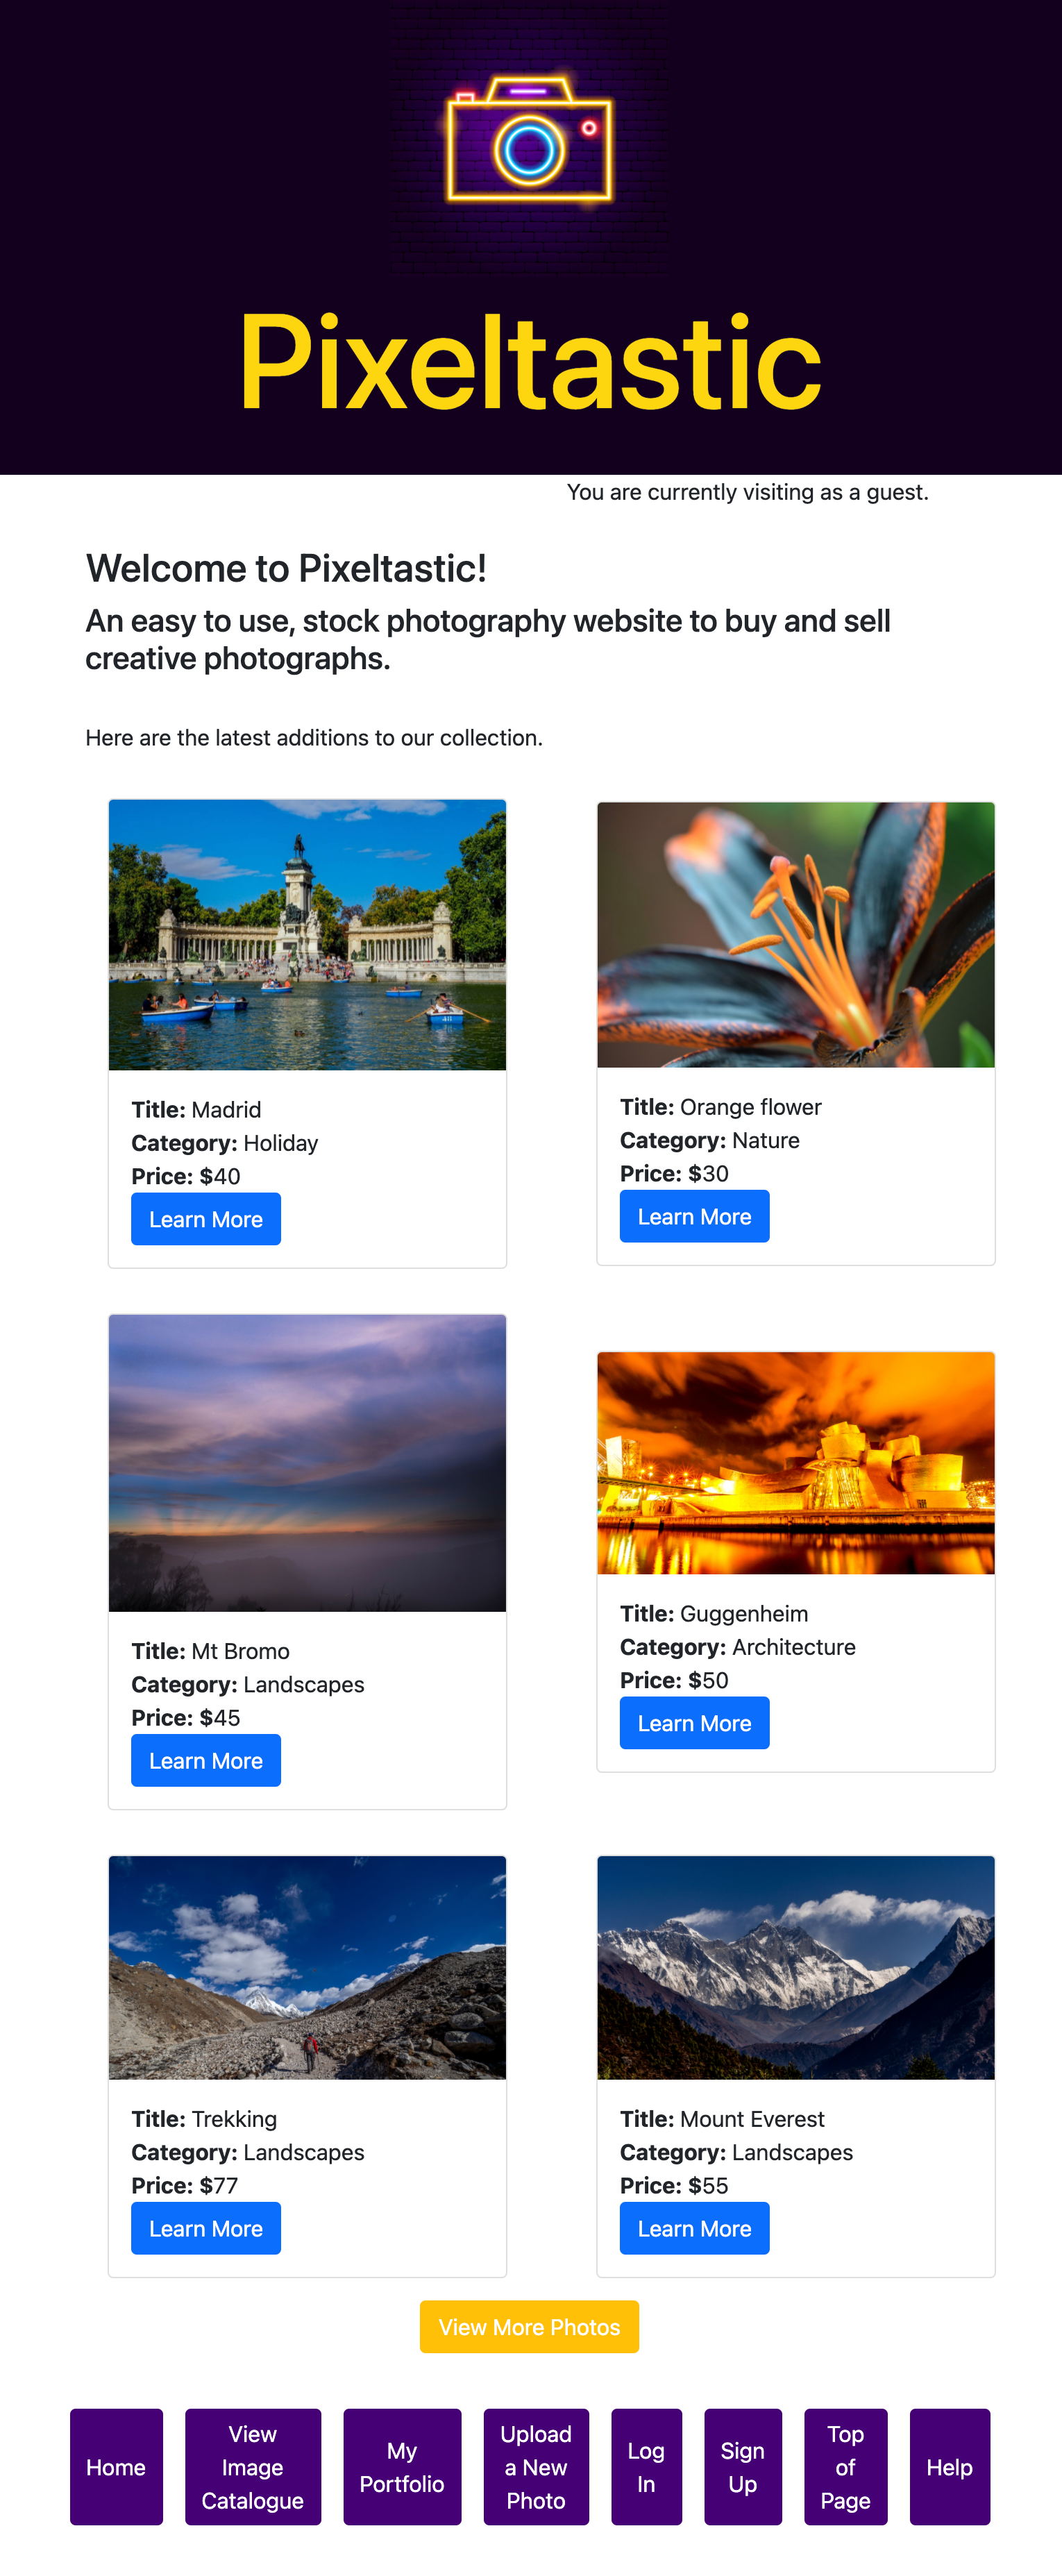 Pixeltastic
You are currently visiting as a guest.
Welcome to Pixeltastic!
An easy to use, stock photography website to buy and sell
creative photographs.
Here are the latest additions to our collection.
Title: Madrid
Category: Holiday
Price: $40
Learn More
Title: Orange flower
Category: Nature
Price: $30
Learn More
Title: Mt Bromo
Category: Landscapes
Price: $45
Learn More
Title: Guggenheim
Category: Architecture
Price: $50
Learn More
Title: Trekking
Category: Landscapes
Price: $77
Learn More
Title: Mount Everest
Category: Landscapes
Price: $55
Learn More
View More Photos
Home
View
Image
Catalogue
My
Portfolio
Upload
a New
Photo
Log
In
Sign
Up
Top
of
Page
Help